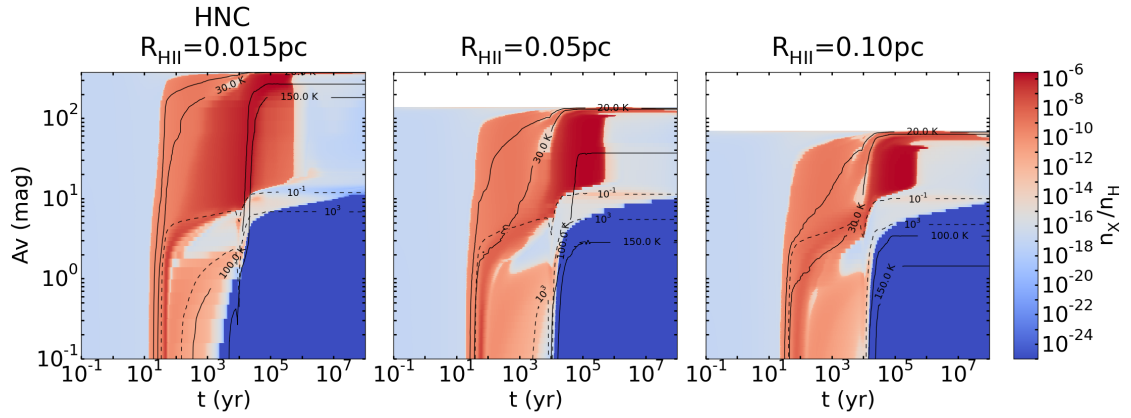 HNC
R_HII=0.015pc
R_HII=0.05pc
R_HII=0.10pc
Av (mag)
10^2
10^1
10^0
10^-1
30.0 K
150.0 K
10^-1
10^3
100.0 K
20.0 K
30.0 K
10^-1
10^3
100.0 K
150.0 K
10^3
20.0 K
30.0 K
10^-1
10^3
100.0 K
150.0 K
10^-1 10^1 10^3 10^5 10^7
10^-1 10^1 10^3 10^5 10^7
10^-1 10^1 10^3 10^5 10^7
t (yr)
t (yr)
t (yr)
10^-6
10^-8
10^-10
10^-12
10^-14
10^-16
10^-18
10^-20
10^-22
10^-24
n_X/n_H